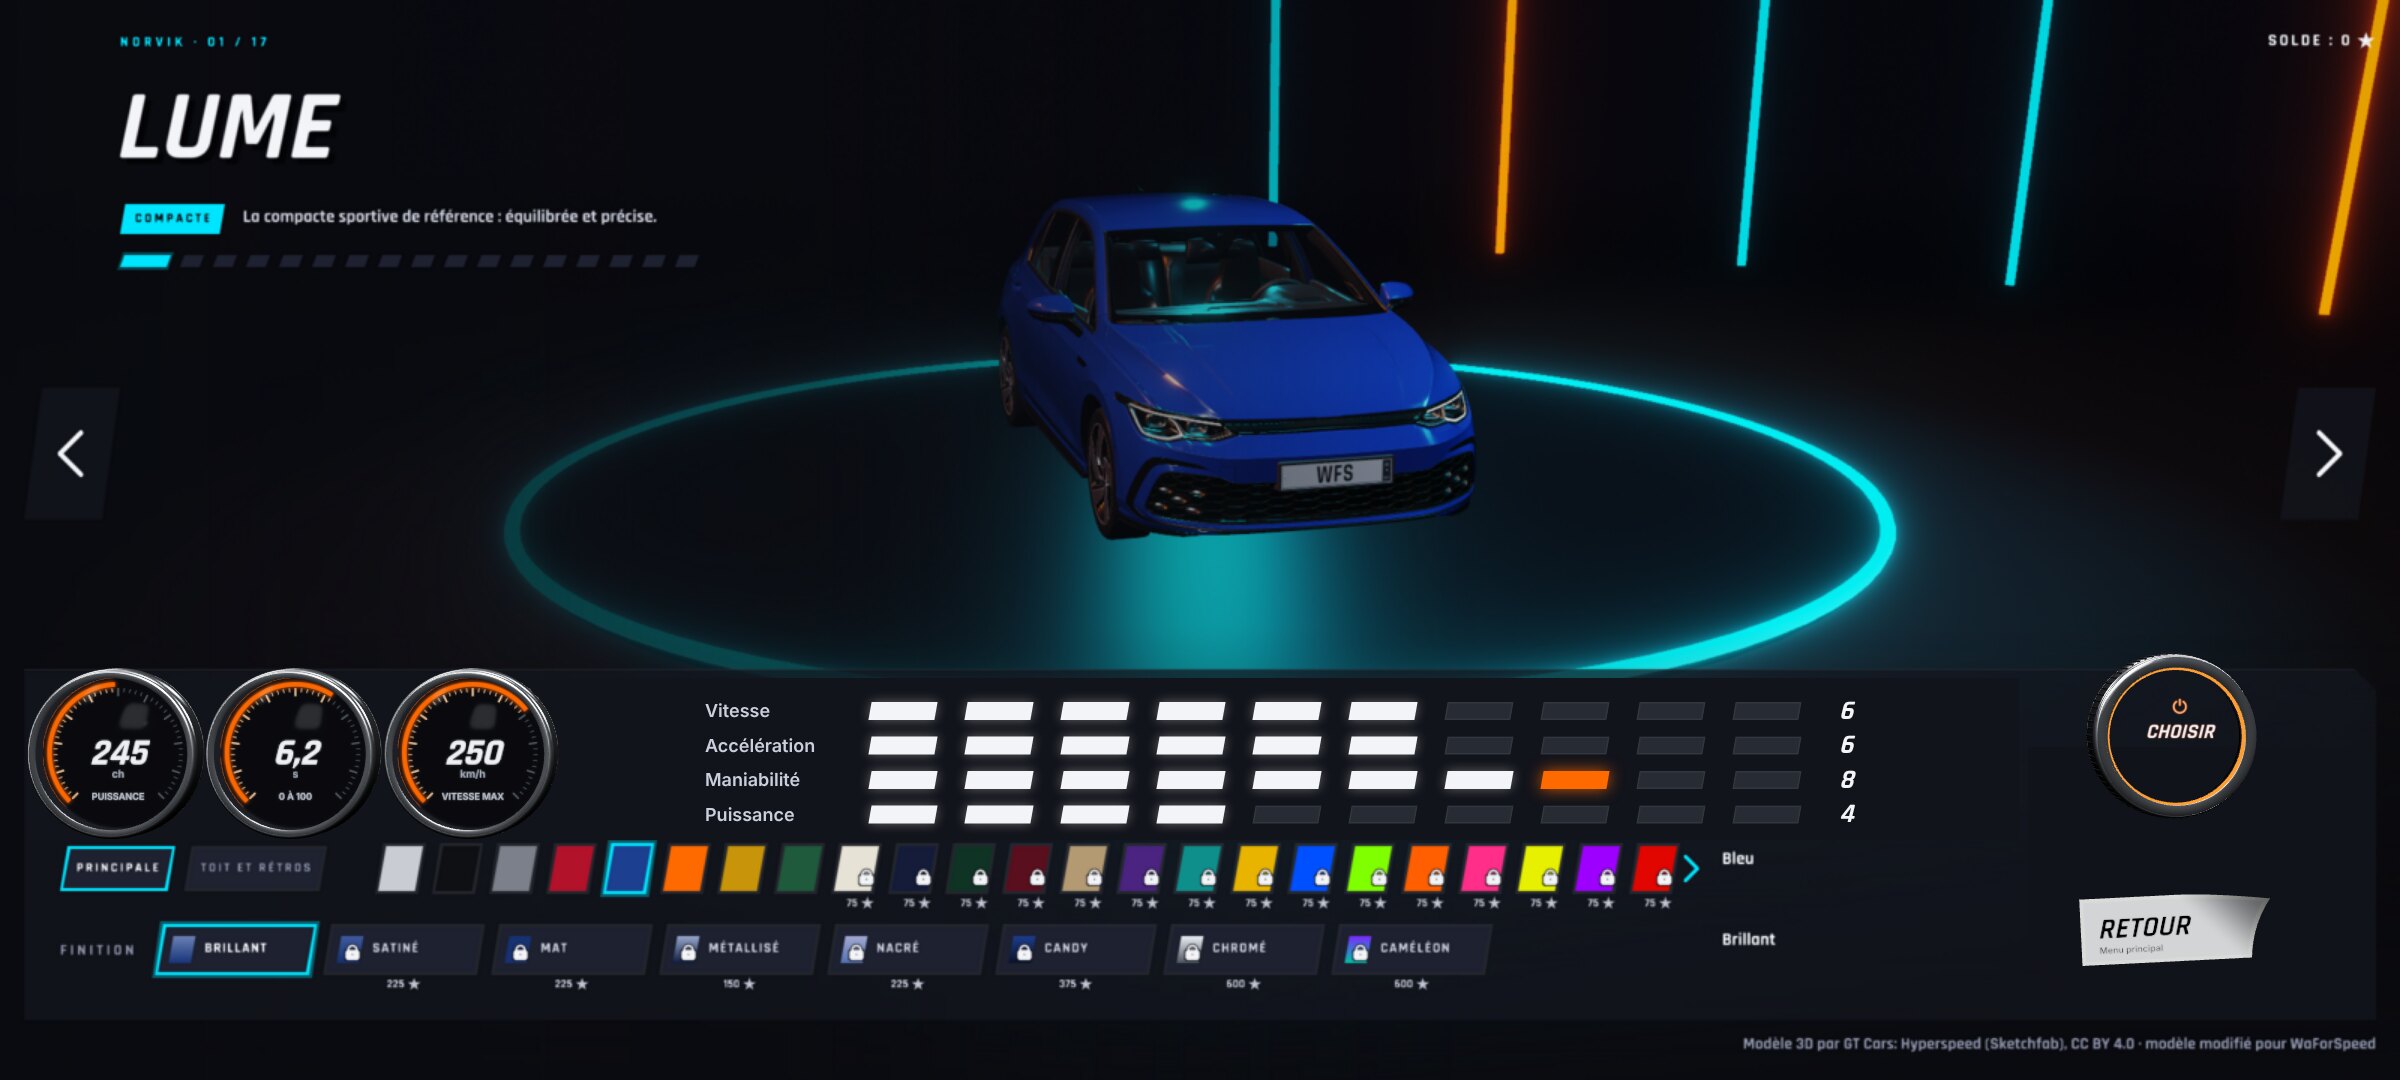 NORVIK · 01 / 17
SOLDE : 0 ★
LUME
COMPACTE
La compacte sportive de référence : équilibrée et précise.
WFS
245
ch
PUISSANCE
6,2
s
0 À 100
250
km/h
VITESSE MAX
Vitesse 6
Accélération 6
Maniabilité 8
Puissance 4
CHOISIR
PRINCIPALE
TOIT ET RÉTROS
Bleu
75 ★ 75 ★ 75 ★ 75 ★ 75 ★ 75 ★ 75 ★ 75 ★ 75 ★ 75 ★ 75 ★ 75 ★ 75 ★ 75 ★ 75 ★
FINITION
BRILLANT
SATINÉ
MAT
MÉTALLISÉ
NACRÉ
CANDY
CHROMÉ
CAMÉLÉON
Brillant
225 ★ 225 ★ 150 ★ 225 ★ 375 ★ 600 ★ 600 ★
RETOUR
Menu principal
Modèle 3D par GT Cars: Hyperspeed (Sketchfab), CC BY 4.0 · modèle modifié pour WaForSpeed